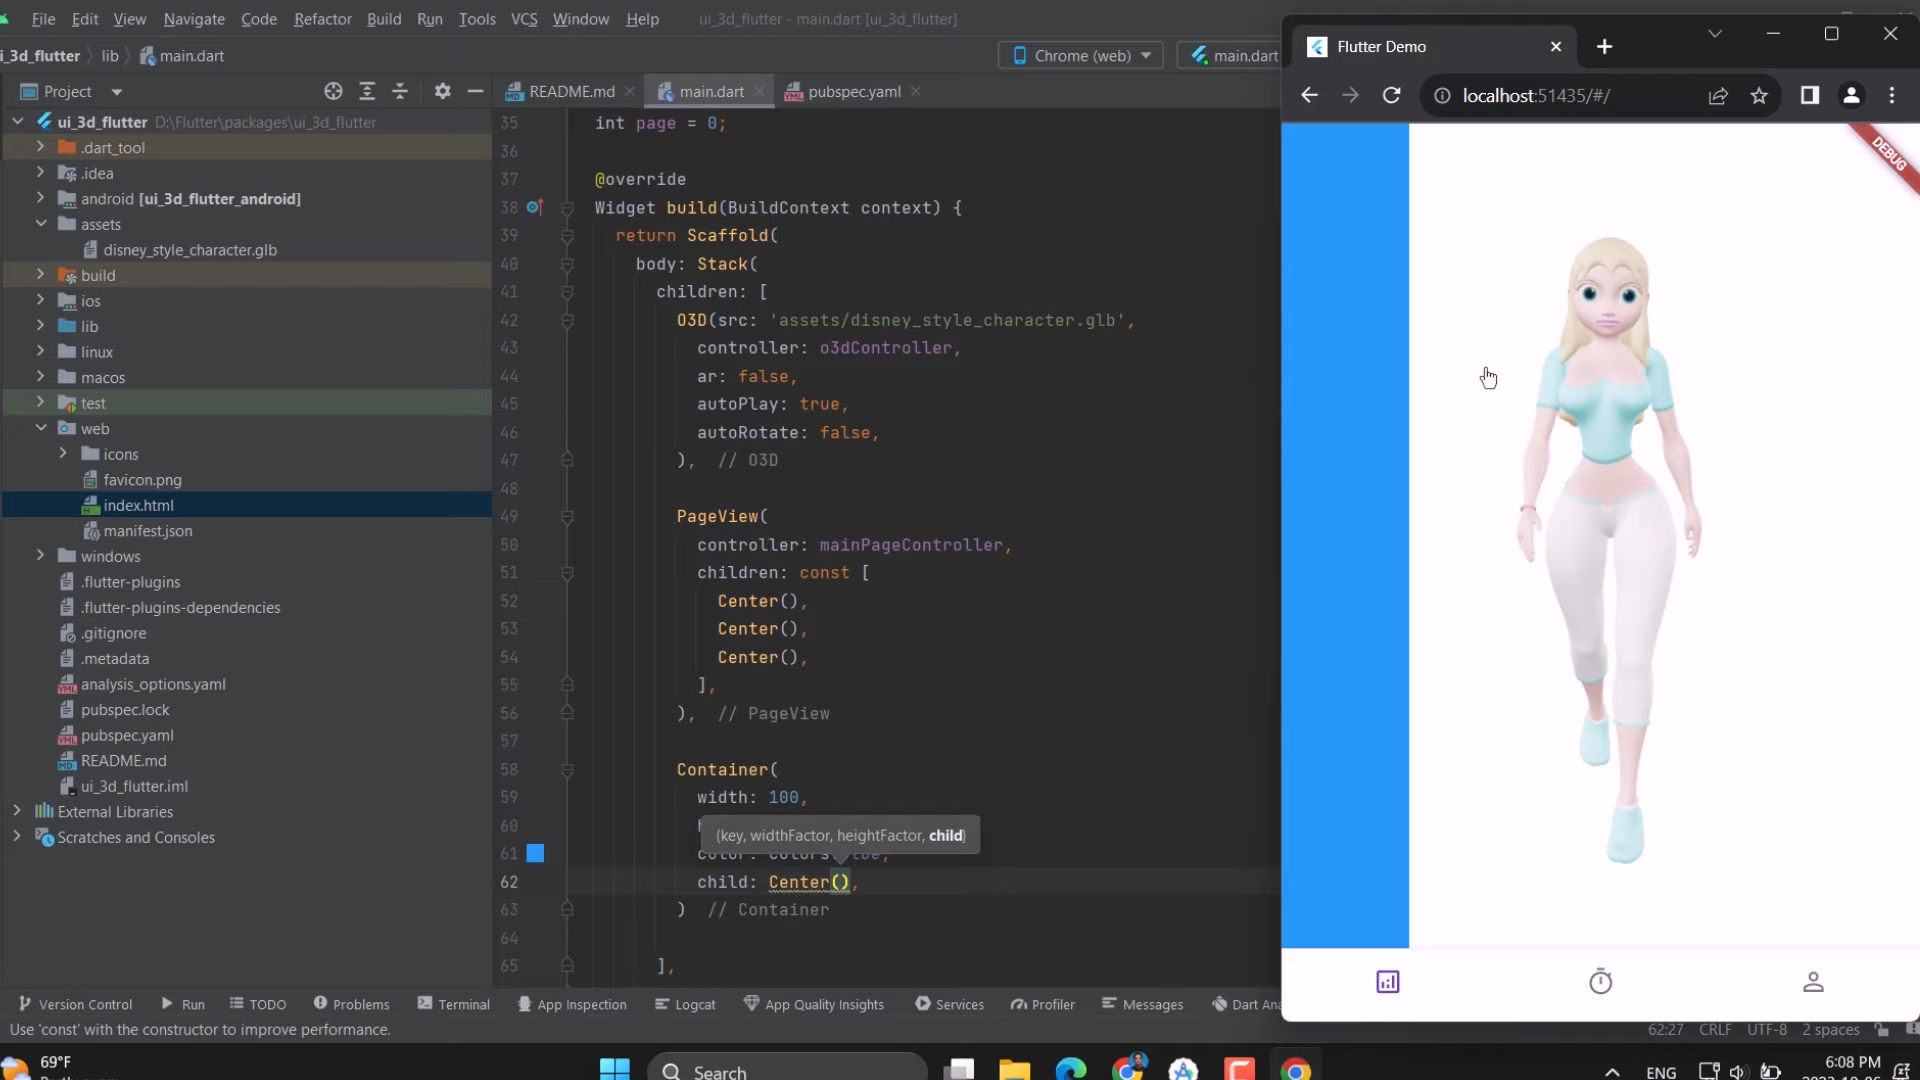 File Edit View Navigate Code Refactor Build Run Tools VCS Window Help ui_3d_flutter - main.dart [ui_3d_flutter]
i_3d_flutter lib main.dart Chrome (web) main.dart
Project
README.md main.dart pubspec.yaml
ui_3d_flutter D:\Flutter\packages\ui_3d_flutter
.dart_tool
.idea
android [ui_3d_flutter_android]
assets
disney_style_character.glb
build
ios
lib
linux
macos
test
web
icons
favicon.png
index.html
manifest.json
windows
.flutter-plugins
.flutter-plugins-dependencies
.gitignore
.metadata
analysis_options.yaml
pubspec.lock
pubspec.yaml
README.md
ui_3d_flutter.iml
External Libraries
Scratches and Consoles
35 int page = 0;
36
37 @override
38 Widget build(BuildContext context) {
39 return Scaffold(
40 body: Stack(
41 children: [
42 O3D(src: 'assets/disney_style_character.glb',
43 controller: o3dController,
44 ar: false,
45 autoPlay: true,
46 autoRotate: false,
47 ), // O3D
48
49 PageView(
50 controller: mainPageController,
51 children: const [
52 Center(),
53 Center(),
54 Center(),
55 ],
56 ), // PageView
57
58 Container(
59 width: 100,
60
{key, widthFactor, heightFactor, child}
61
62 child: Center(),
63 ) // Container
64
65 ],
Flutter Demo
localhost:51435/#/
DEBUG
Version Control Run TODO Problems Terminal App Inspection Logcat App Quality Insights Services Profiler Messages Dart Ana
Use 'const' with the constructor to improve performance. 62:27 CRLF UTF-8 2 spaces
69°F
Search
ENG
6:08 PM